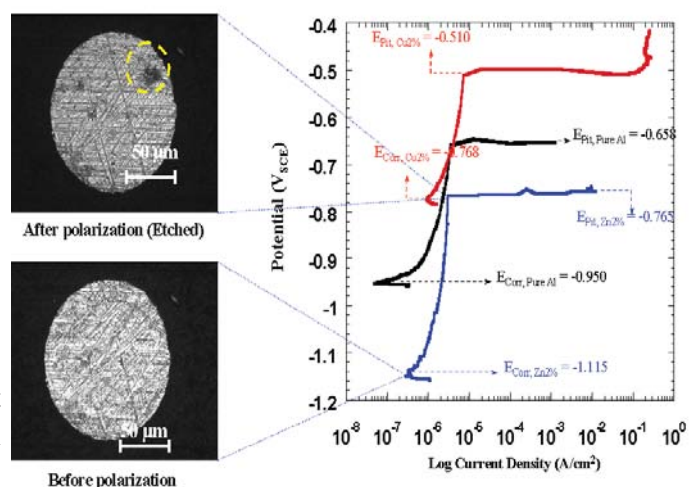 50 µm
After polarization (Etched)
50 µm
Before polarization
Potential (V_SCE)
-0.4
-0.5
-0.6
-0.7
-0.8
-0.9
-1
-1.1
-1.2
E_Pit, Cu2% = -0.510
E_Corr, Cu2% = -0.768
E_Pit, Pure Al = -0.658
E_Pit, Zn2% = -0.765
E_Corr, Pure Al = -0.950
E_Corr, Zn2% = -1.115
10^-8 10^-7 10^-6 10^-5 10^-4 10^-3 10^-2 10^-1 10^0
Log Current Density (A/cm²)